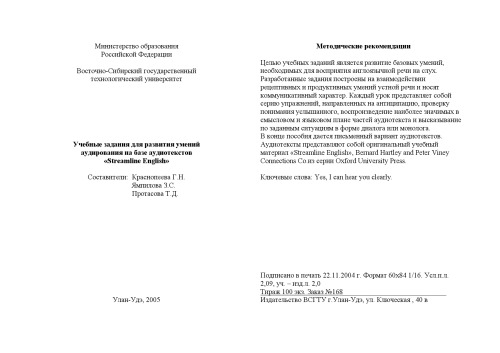 Министерство образования
Российской Федерации
Восточно-Сибирский государственный
технологический университет
Учебные задания для развития умений
аудирования на базе аудиотекстов
«Streamline English»
Составители: Краснопеева Г.Н.
Ямпилова З.С.
Протасова Т.Д.
Улан-Удэ, 2005
Методические рекомендации
Целью учебных заданий является развитие базовых умений,
необходимых для восприятия англоязычной речи на слух.
Разработанные задания построены на взаимодействии
рецептивных и продуктивных умений устной речи и носят
коммуникативный характер. Каждый урок представляет собой
серию упражнений, направленных на антиципацию, проверку
понимания услышанного, воспроизведение наиболее значимых в
смысловом и языковом плане частей аудиотекста и высказывание
по заданным ситуациям в форме диалога или монолога.
В конце пособия дается письменный вариант аудиотекстов.
Аудиотексты представляют собой оригинальный учебный
материал «Streamline English», Bernard Hartley and Peter Viney
Connections Co из серии Oxford University Press.
Ключевые слова: Yes, I can hear you clearly.
Подписано в печать 22.11.2004 г. Формат 60х84 1/16. Усл.п.л.
2,09, уч. – изд.л. 2,0
Тираж 100 экз. Заказ №168
Издательство ВСГТУ г.Улан-Удэ, ул. Ключевская , 40 в